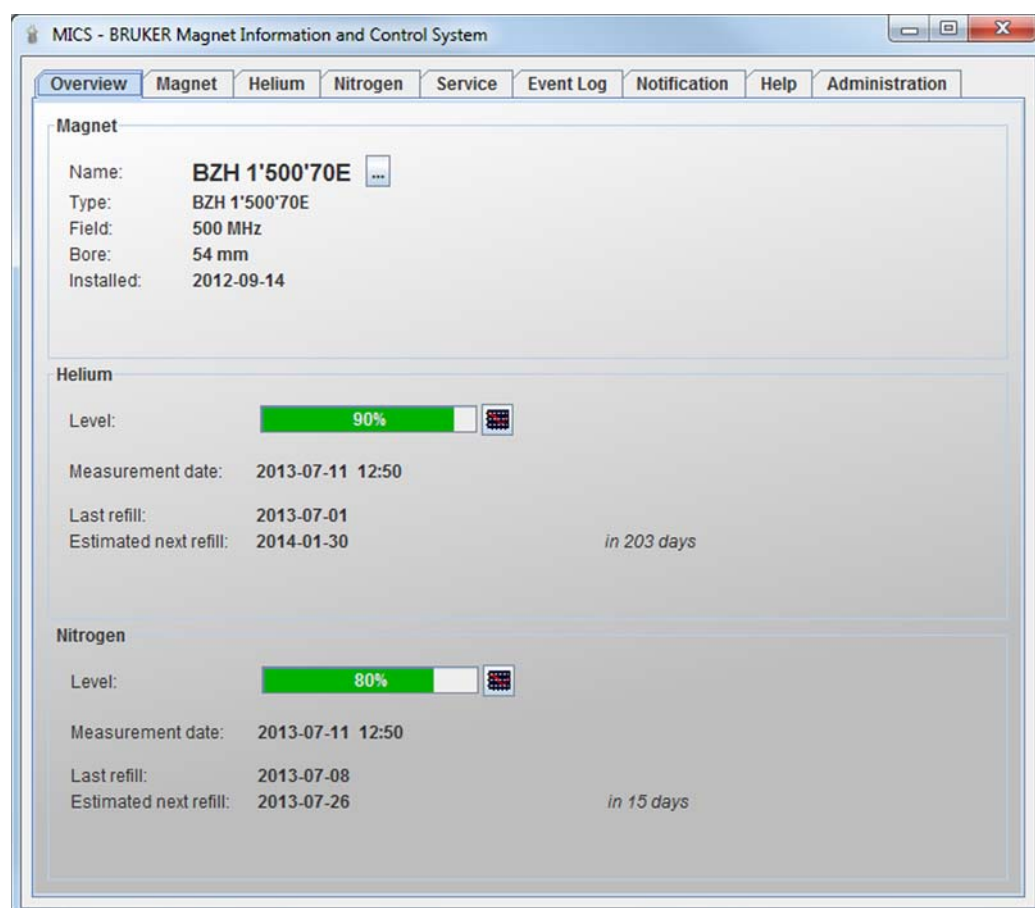 MICS - BRUKER Magnet Information and Control System
Overview Magnet Helium Nitrogen Service Event Log Notification Help Administration
Magnet
Name: BZH 1'500'70E ...
Type: BZH 1'500'70E
Field: 500 MHz
Bore: 54 mm
Installed: 2012-09-14
Helium
Level: 90%
Measurement date: 2013-07-11 12:50
Last refill: 2013-07-01
Estimated next refill: 2014-01-30 in 203 days
Nitrogen
Level: 80%
Measurement date: 2013-07-11 12:50
Last refill: 2013-07-08
Estimated next refill: 2013-07-26 in 15 days